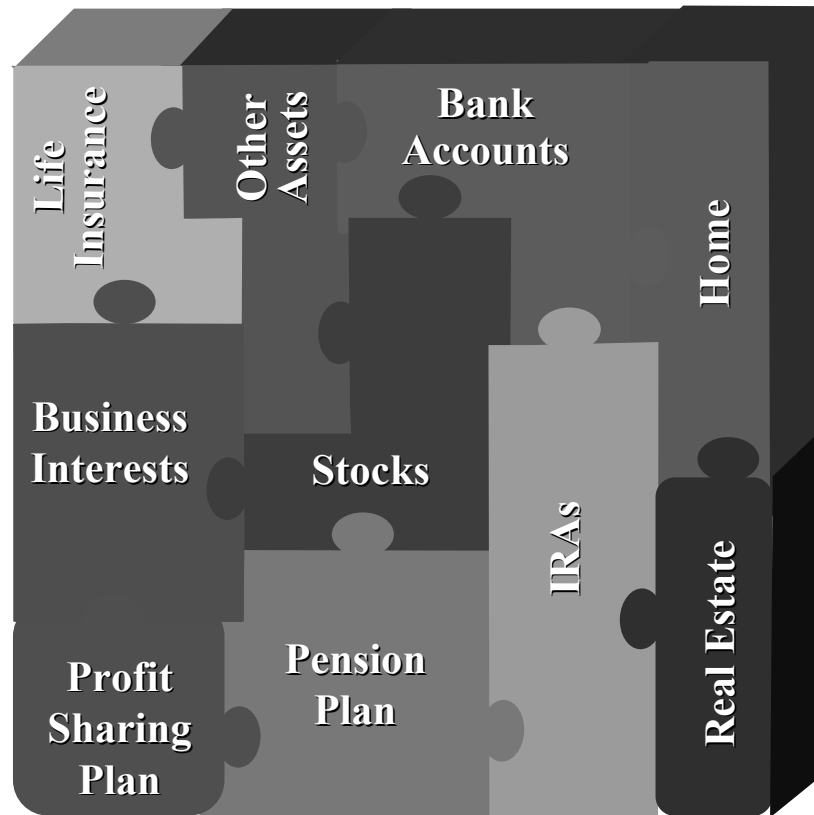 Life
Insurance
Other
Assets
Bank
Accounts
Home
Business
Interests
Stocks
IRAs
Real Estate
Profit
Sharing
Plan
Pension
Plan